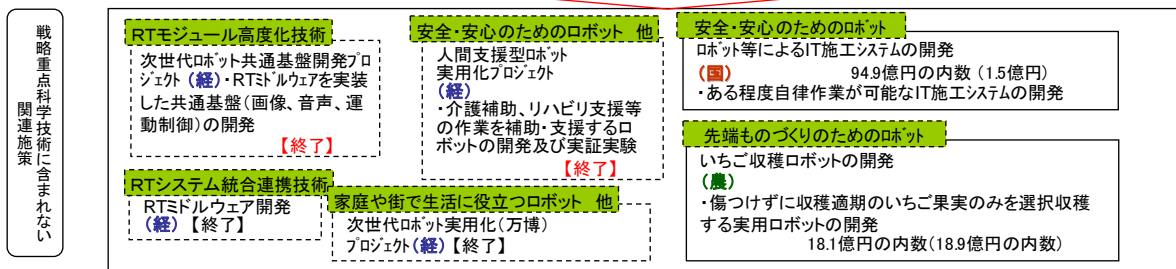 戦略重点科学技術に含まれない
関連施策
RTモジュール高度化技術
次世代ロボット共通基盤開発プロ
ジェクト(経)・RTミドルウェアを実装
した共通基盤(画像、音声、運
動制御)の開発
【終了】
RTシステム統合連携技術
RTミドルウェア開発
(経)【終了】
安全・安心のためのロボット 他
人間支援型ロボット
実用化プロジェクト
(経)
・介護補助、リハビリ支援等
の作業を補助・支援するロ
ボットの開発及び実証実験
【終了】
家庭や街で生活に役立つロボット 他
次世代ロボット実用化(万博)
プロジェクト(経)【終了】
安全・安心のためのロボット
ロボット等によるIT施工システムの開発
(国) 94.9億円の内数(1.5億円)
・ある程度自律作業が可能なIT施工システムの開発
先端ものづくりのためのロボット
いちご収穫ロボットの開発
(農)
・傷つけずに収穫適期のいちご果実のみを選択収穫
する実用ロボットの開発
18.1億円の内数(18.9億円の内数)